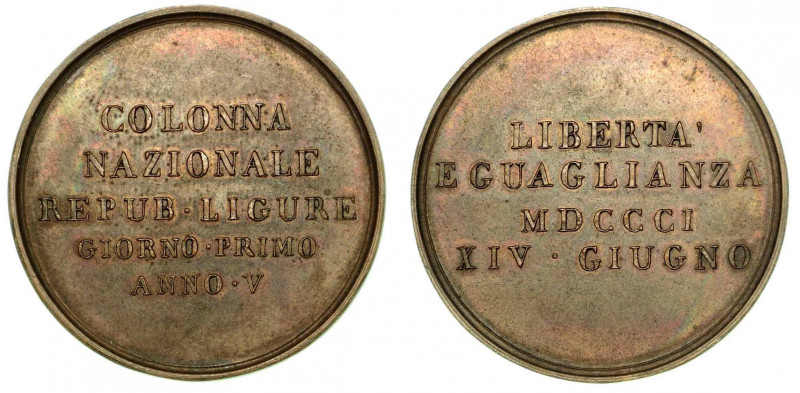 COLONNA
NAZIONALE
REPUB · LIGURE
GIORNO · PRIMO
ANNO · V
LIBERTA'
EGUAGLIANZA
MDCCCI
XIV · GIUGNO